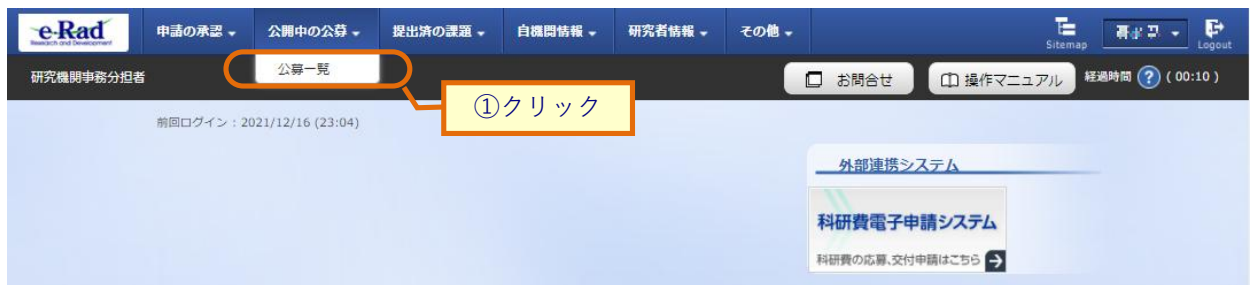 e-Rad
Research and Development
申請の承認
公開中の公募
提出済の課題
自機関情報
研究者情報
その他
Sitemap
Logout
研究機関事務分担者
公募一覧
お問合せ
操作マニュアル
経過時間 ? ( 00:10 )
①クリック
前回ログイン：2021/12/16 (23:04)
外部連携システム
科研費電子申請システム
科研費の応募、交付申請はこちら